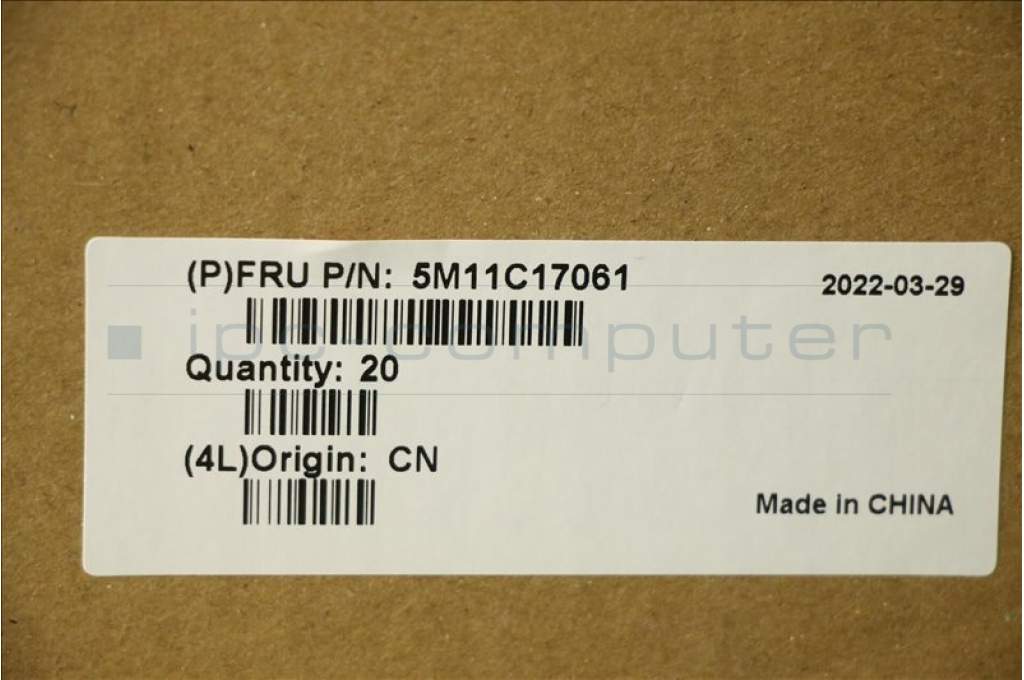 (P)FRU P/N: 5M11C17061
2022-03-29
ipc-computer
Quantity: 20
(4L)Origin: CN
Made in CHINA